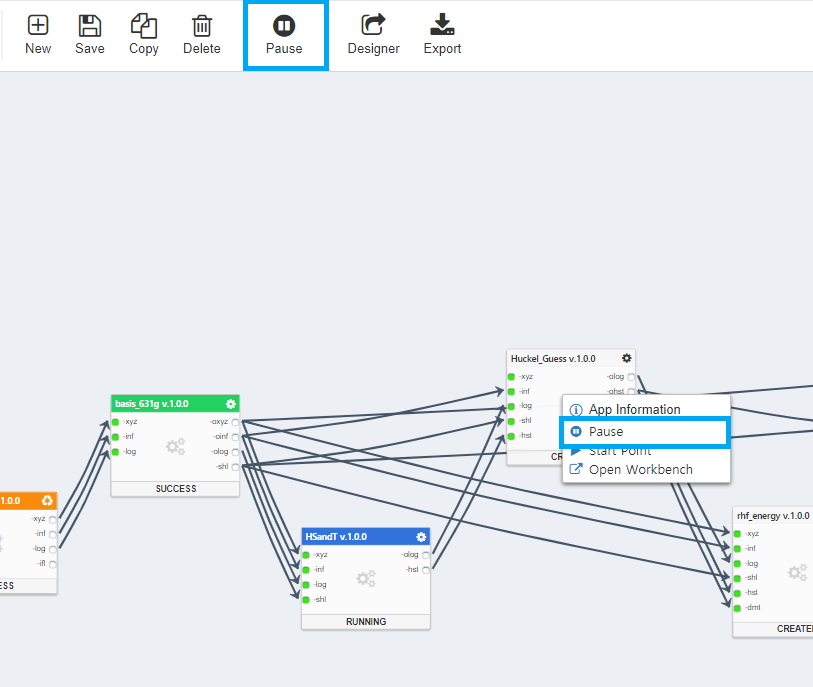 New Save Copy Delete Pause Designer Export
Huckel_Guess v.1.0.0
-xyz -olog
-inf -ohst
-log
-shl
-hst
App Information
Pause
Start Point
Open Workbench
basis_631g v.1.0.0
-xyz -oxyz
-inf -oinf
-log -olog
-shl
SUCCESS
1.0.0
-xyz
-inf
-log
-ifl
ESS
HSandT v.1.0.0
-xyz -olog
-inf -hst
-log
-shl
RUNNING
rhf_energy v.1.0.0
-xyz
-inf
-log
-shl
-hst
-dmt
CREATE